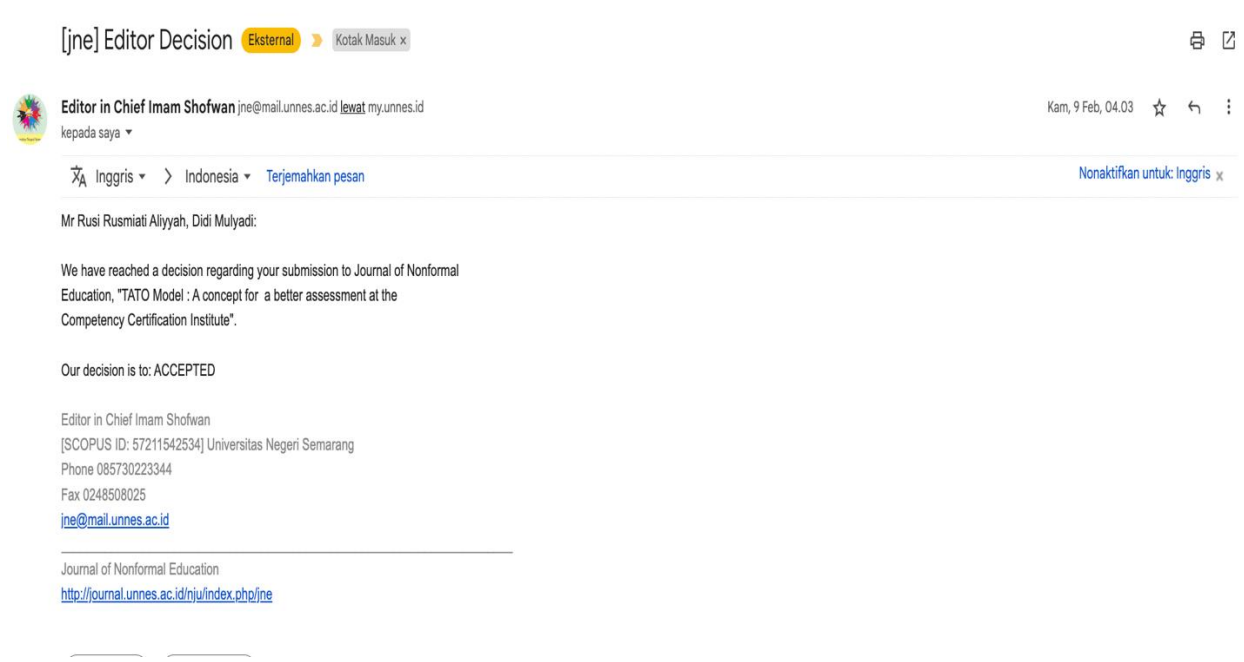 [jne] Editor Decision Eksternal Kotak Masuk ×
Editor in Chief Imam Shofwan jne@mail.unnes.ac.id lewat my.unnes.id Kam, 9 Feb, 04.03
kepada saya
Inggris > Indonesia Terjemahkan pesan Nonaktifkan untuk: Inggris x
Mr Rusi Rusmiati Aliyyah, Didi Mulyadi:
We have reached a decision regarding your submission to Journal of Nonformal
Education, "TATO Model : A concept for a better assessment at the
Competency Certification Institute".
Our decision is to: ACCEPTED
Editor in Chief Imam Shofwan
[SCOPUS ID: 57211542534] Universitas Negeri Semarang
Phone 085730223344
Fax 0248508025
jne@mail.unnes.ac.id
Journal of Nonformal Education
http://journal.unnes.ac.id/nju/index.php/jne